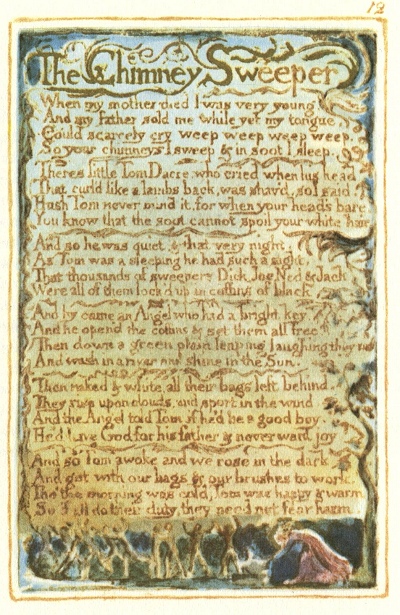 12
The Chimney Sweeper
When my mother died I was very young
And my father sold me while yet my tongue
Could scarcely cry weep weep weep weep.
So your chimneys I sweep & in soot I sleep.
Theres little Tom Dacre, who cried when his head
That curl'd like a lambs back, was shav'd, so I said.
Hush Tom never mind it, for when your head's bare,
You know that the soot cannot spoil your white hair
And so he was quiet, & that very night,
As Tom was a sleeping he had such a sight,
That thousands of sweepers Dick, Joe, Ned & Jack
Were all of them lock'd up in coffins of black,
And by came an Angel who had a bright key
And he open'd the coffins & set them all free.
Then down a green plain leaping laughing they run
And wash in a river and shine in the Sun.
Then naked & white, all their bags left behind,
They rise upon clouds, and sport in the wind.
And the Angel told Tom, if he'd be a good boy,
He'd have God for his father & never want joy
And so Tom awoke and we rose in the dark
And got with our bags & our brushes to work.
Tho' the morning was cold, Tom was happy & warm
So if all do their duty, they need not fear harm.